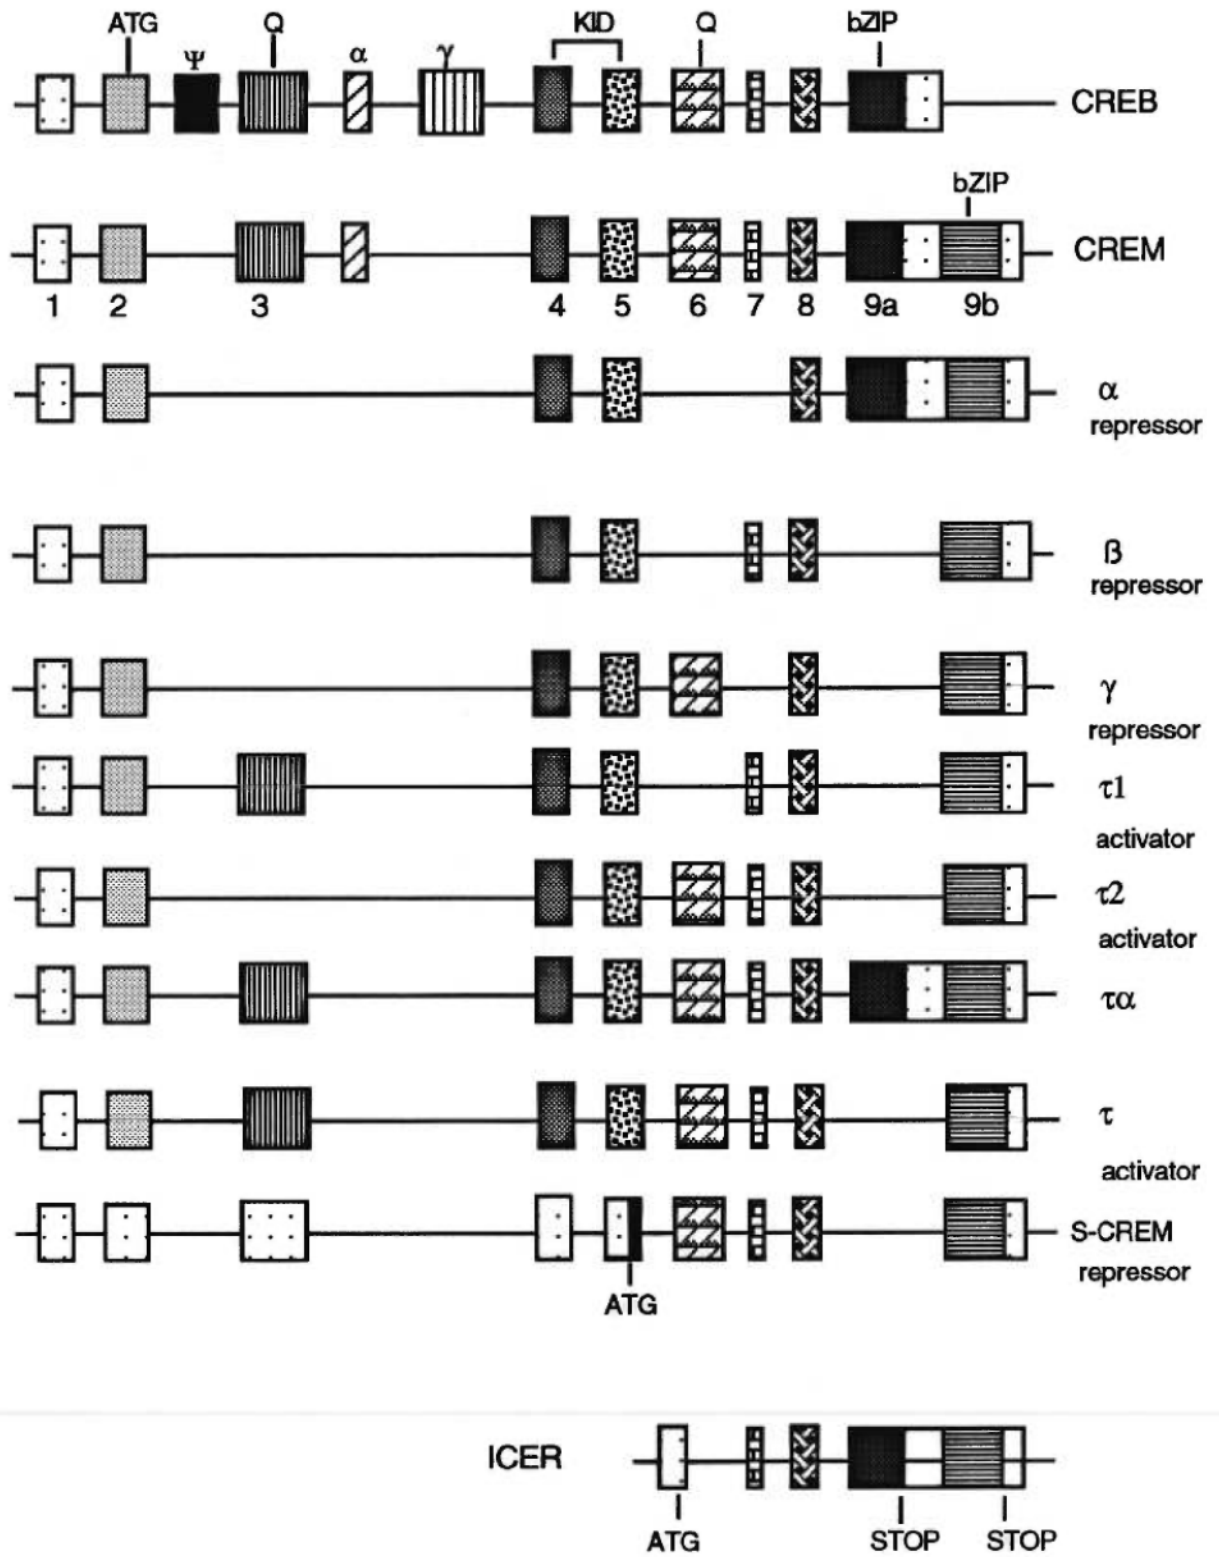 ATG Q KID Q bZIP
Ψ α γ
CREB
bZIP
CREM
1 2 3 4 5 6 7 8 9a 9b
α
repressor
ß
repressor
γ
repressor
τ1
activator
τ2
activator
τα
τ
activator
S-CREM
repressor
ATG
ICER
ATG STOP STOP